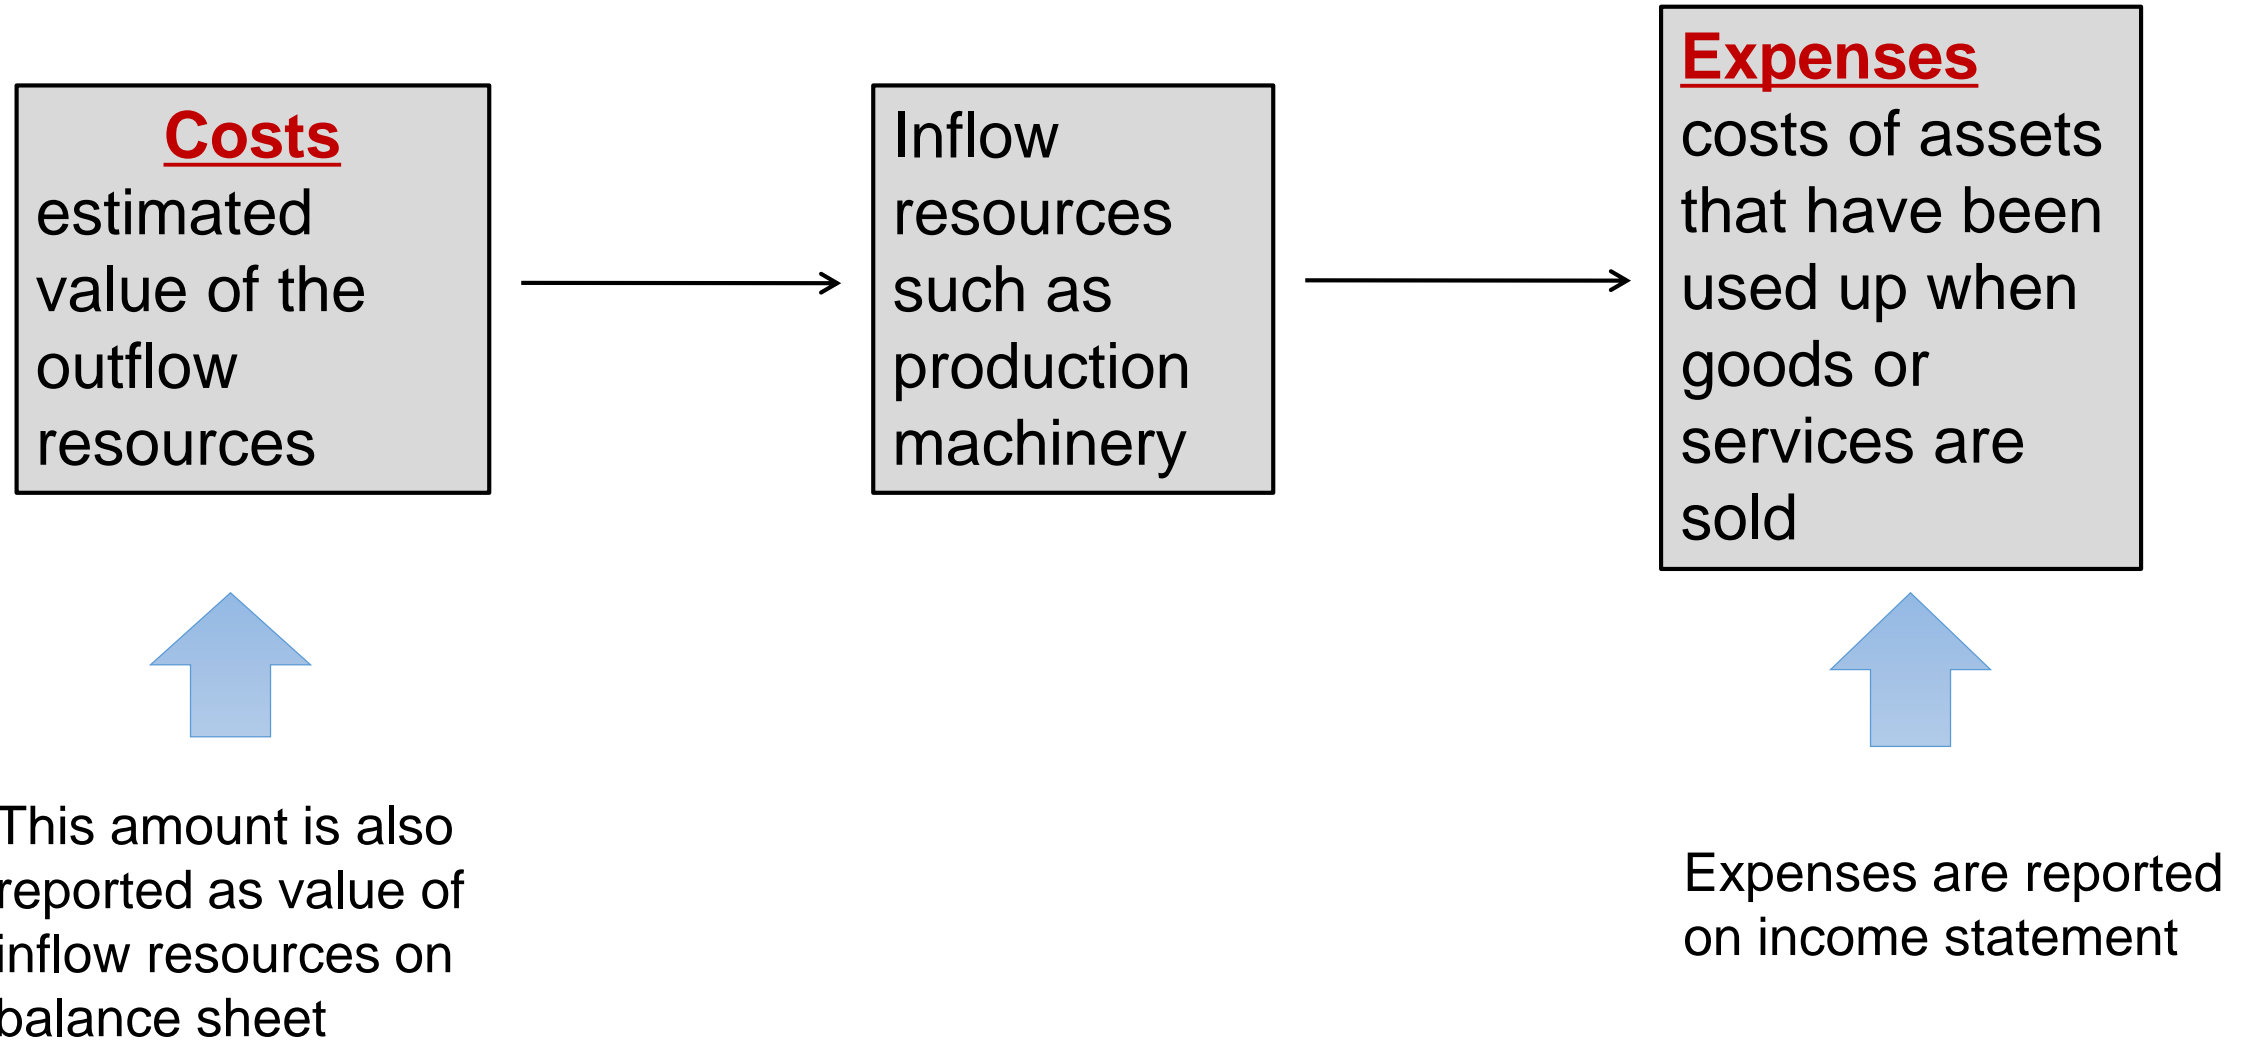 Costs
estimated
value of the
outflow
resources
Inflow
resources
such as
production
machinery
Expenses
costs of assets
that have been
used up when
goods or
services are
sold
This amount is also
reported as value of
inflow resources on
balance sheet
Expenses are reported
on income statement